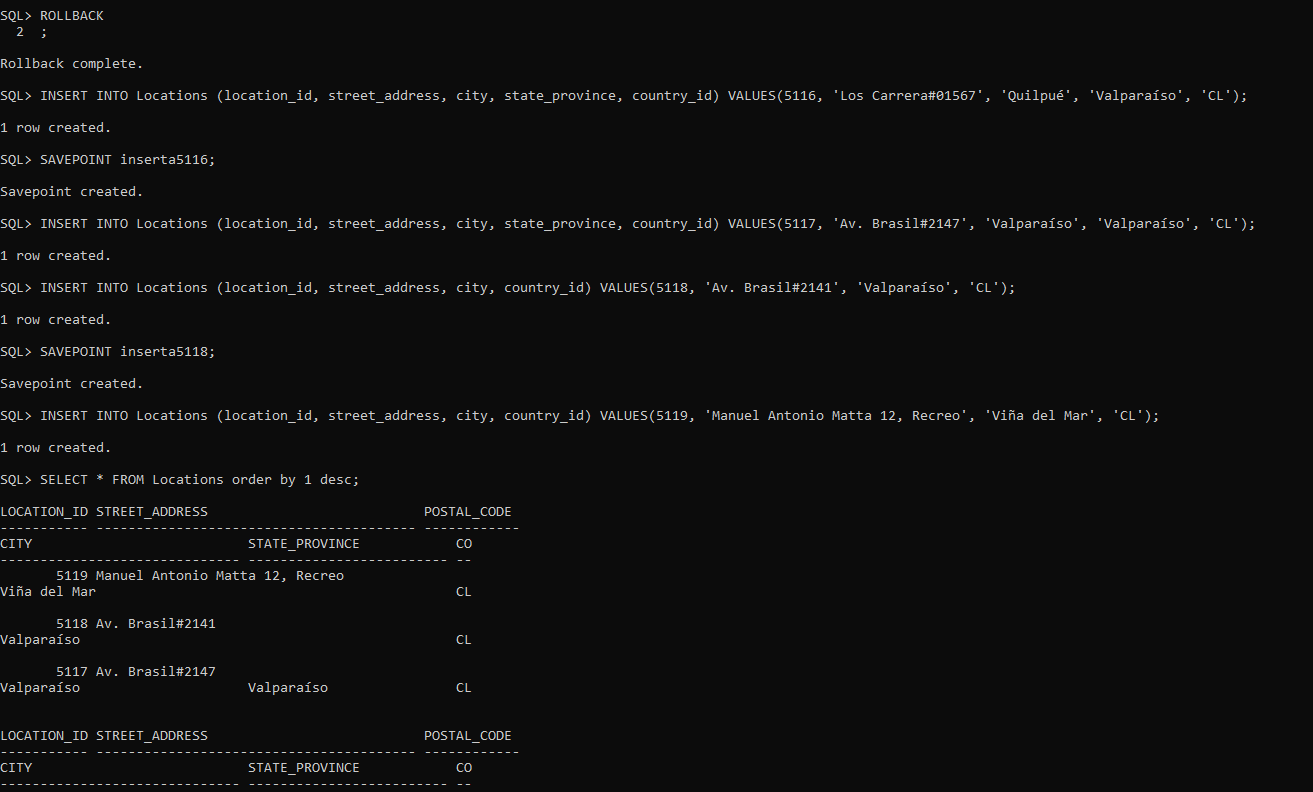 SQL> ROLLBACK
  2  ;
Rollback complete.
SQL> INSERT INTO Locations (location_id, street_address, city, state_province, country_id) VALUES(5116, 'Los Carrera#01567', 'Quilpué', 'Valparaíso', 'CL');
1 row created.
SQL> SAVEPOINT inserta5116;
Savepoint created.
SQL> INSERT INTO Locations (location_id, street_address, city, state_province, country_id) VALUES(5117, 'Av. Brasil#2147', 'Valparaíso', 'Valparaíso', 'CL');
1 row created.
SQL> INSERT INTO Locations (location_id, street_address, city, country_id) VALUES(5118, 'Av. Brasil#2141', 'Valparaíso', 'CL');
1 row created.
SQL> SAVEPOINT inserta5118;
Savepoint created.
SQL> INSERT INTO Locations (location_id, street_address, city, country_id) VALUES(5119, 'Manuel Antonio Matta 12, Recreo', 'Viña del Mar', 'CL');
1 row created.
SQL> SELECT * FROM Locations order by 1 desc;
LOCATION_ID STREET_ADDRESS                           POSTAL_CODE
----------- ---------------------------------------- ------------
CITY                           STATE_PROVINCE            CO
------------------------------ ------------------------- --
       5119 Manuel Antonio Matta 12, Recreo
Viña del Mar                                             CL
       5118 Av. Brasil#2141
Valparaíso                                               CL
       5117 Av. Brasil#2147
Valparaíso                     Valparaíso                CL
LOCATION_ID STREET_ADDRESS                           POSTAL_CODE
----------- ---------------------------------------- ------------
CITY                           STATE_PROVINCE            CO
------------------------------ ------------------------- --